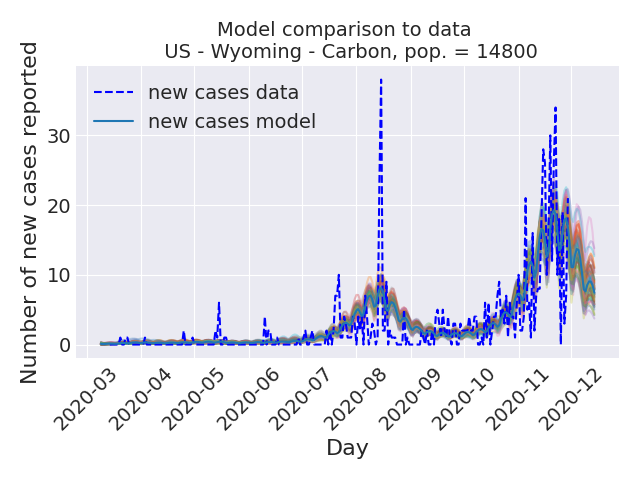 Model comparison to data
US - Wyoming - Carbon, pop. = 14800
Number of new cases reported
new cases data
new cases model
30
20
10
0
2020-03
2020-04
2020-05
2020-06
2020-07
2020-08
2020-09
2020-10
2020-11
2020-12
Day